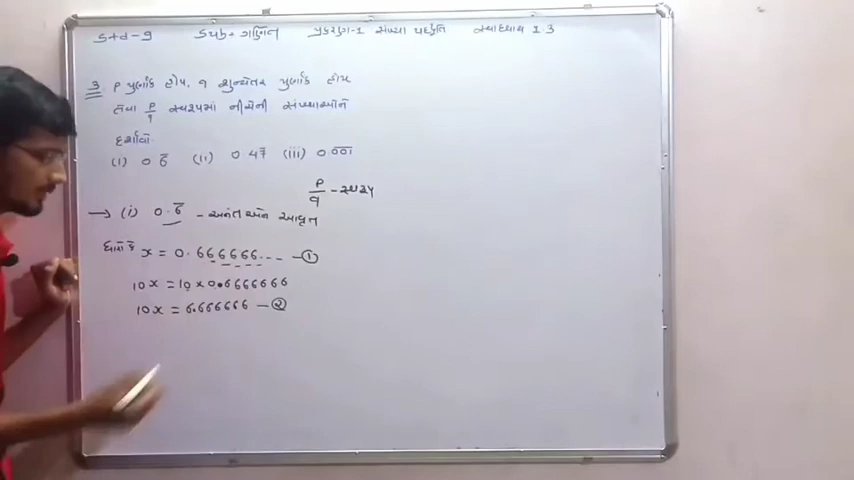 Std-9 Sub- ગણિત પ્રકરણ-1 સંખ્યા પદ્ધતિ સ્વાધ્યાય 1.3
3 P પૂર્ણાંક હોય, q શુન્યેતર પુર્ણાંક હોય
તેવા P/q સ્વરૂપમાં નીચેની સંખ્યાઓને
દર્શાવો
(i) 0.6̅ (ii) 0.47̅ (iii) 0.0̅0̅1̅
P/q - સ્વરૂપ
→ (i) 0.6̅ - અનંત અને આવૃત
ધારો કે x = 0.666666... - ①
10x = 10 × 0.6666666
10x = 6.666666 - ②